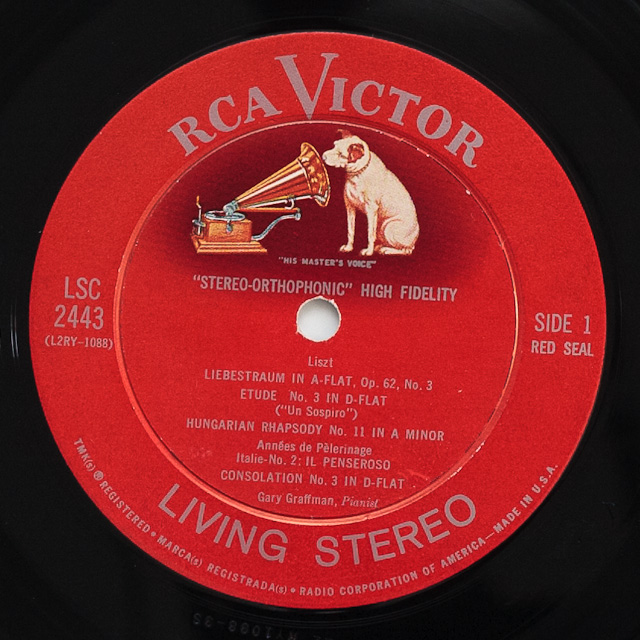 RCA VICTOR
"HIS MASTER'S VOICE"
"STEREO-ORTHOPHONIC" HIGH FIDELITY
LSC
2443
(L2RY-1088)
SIDE 1
RED SEAL
Liszt
LIEBESTRAUM IN A-FLAT, Op. 62, No. 3
ETUDE No. 3 IN D-FLAT
("Un Sospiro")
HUNGARIAN RHAPSODY No. 11 IN A MINOR
Années de Pèlerinage
Italie-No. 2: IL PENSEROSO
CONSOLATION No. 3 IN D-FLAT
Gary Graffman, Pianist
LIVING STEREO
TMK(s) ® REGISTERED • MARCA(s) REGISTRADA(s) • RADIO CORPORATION OF AMERICA—MADE IN U.S.A.